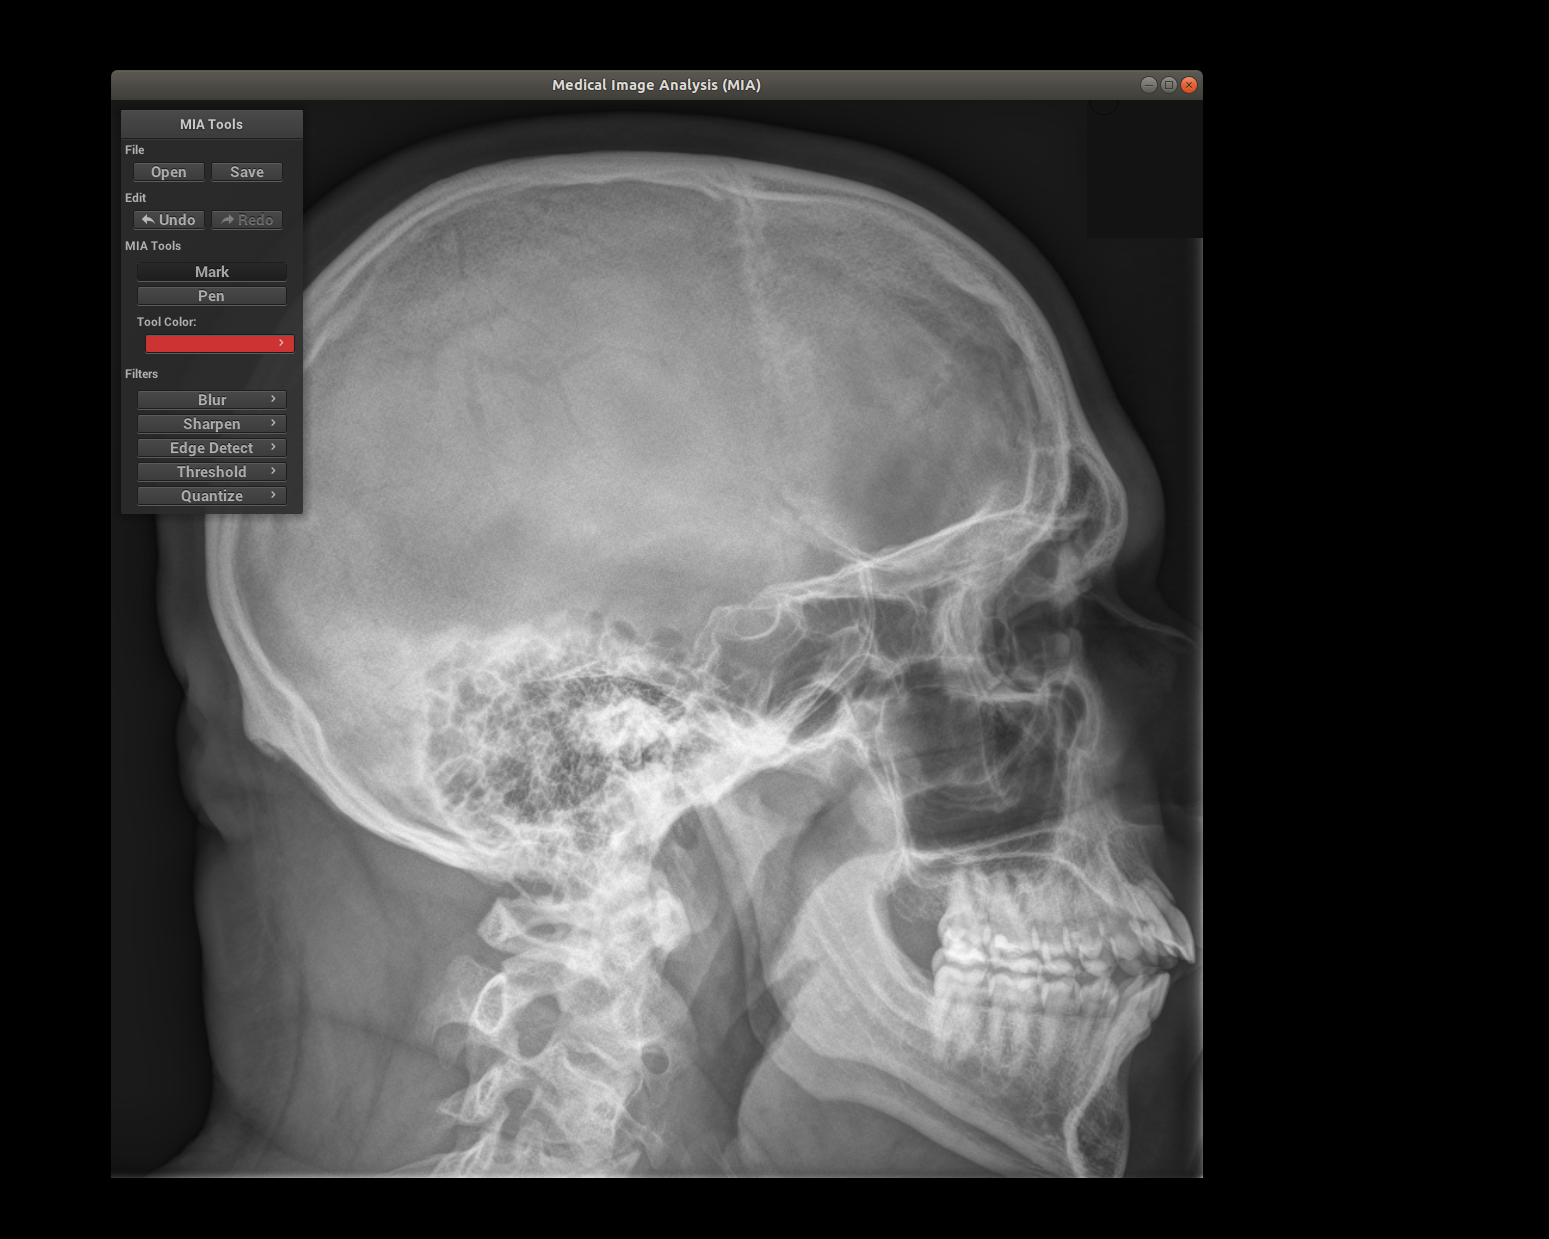 Medical Image Analysis (MIA)
MIA Tools
File
Open Save
Edit
Undo Redo
MIA Tools
Mark
Pen
Tool Color:
Filters
Blur
Sharpen
Edge Detect
Threshold
Quantize